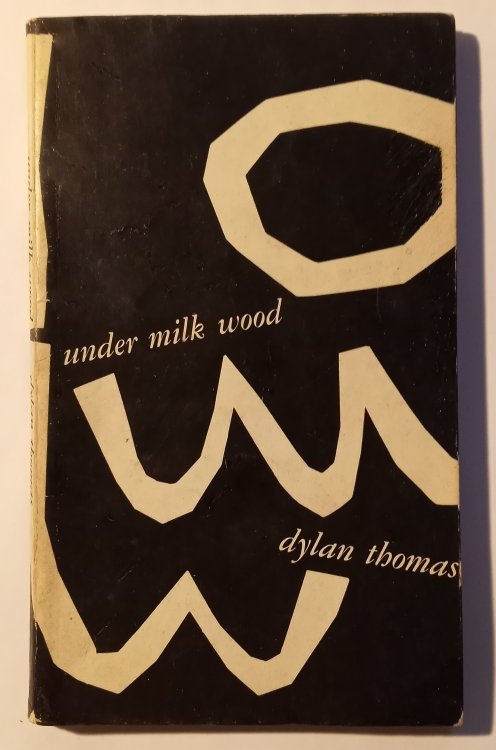 under milk wood
dylan thomas